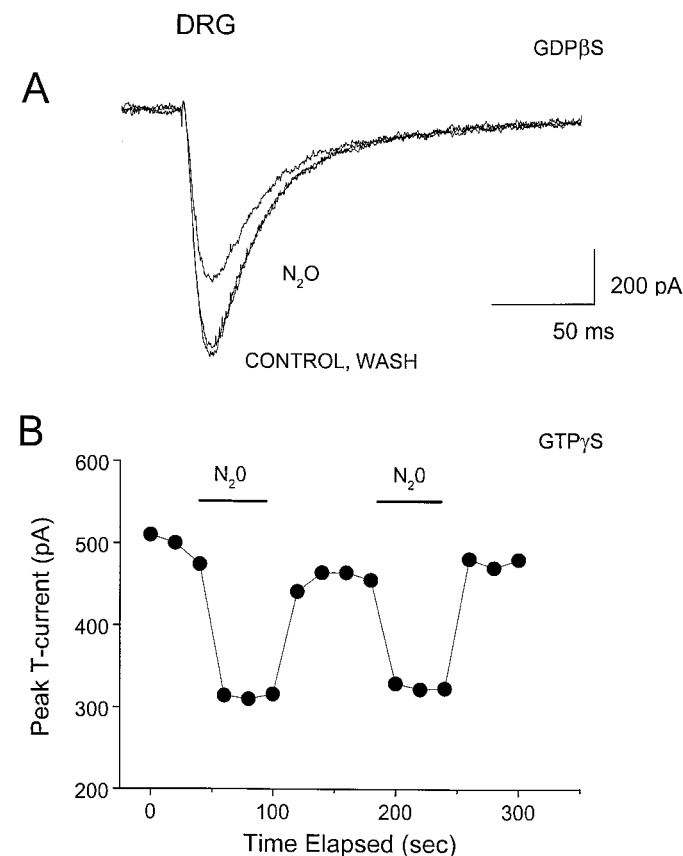 DRG
GDPβS
A
N₂O
200 pA
50 ms
CONTROL, WASH
B
GTPγS
600
500
400
300
200
N₂0
N₂0
Peak T-current (pA)
0
100
200
300
Time Elapsed (sec)